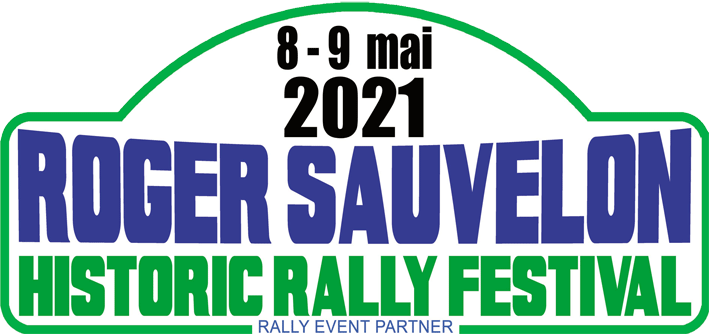 8 - 9 mai
2021
ROGER SAUVELON
HISTORIC RALLY FESTIVAL
RALLY EVENT PARTNER